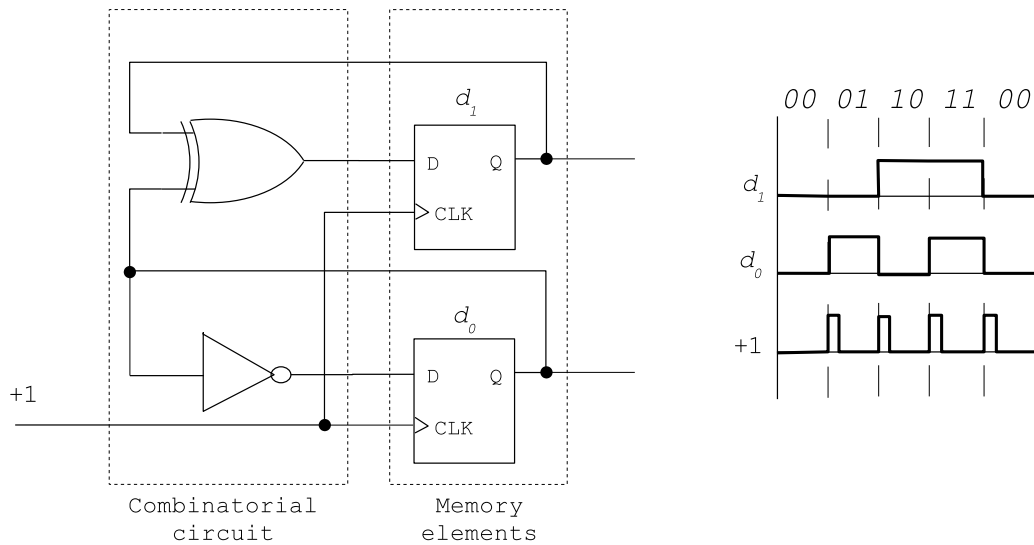 d1
D Q
CLK
d0
D Q
CLK
+1
Combinatorial
circuit
Memory
elements
00 01 10 11 00
d1
d0
+1